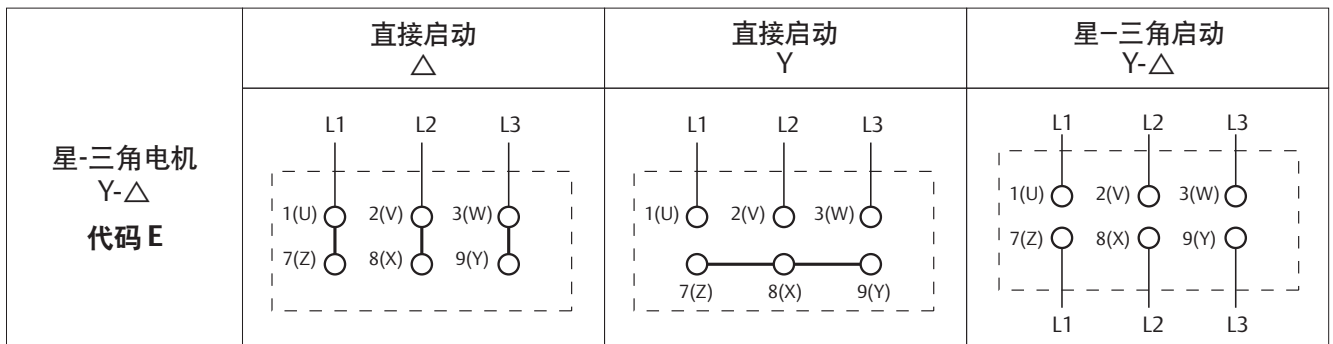 直接启动
△
直接启动
Y
星–三角启动
Y-△
星-三角电机
Y-△
代码 E
L1 L2 L3
1(U) 2(V) 3(W)
7(Z) 8(X) 9(Y)
L1 L2 L3
1(U) 2(V) 3(W)
7(Z) 8(X) 9(Y)
L1 L2 L3
1(U) 2(V) 3(W)
7(Z) 8(X) 9(Y)
L1 L2 L3